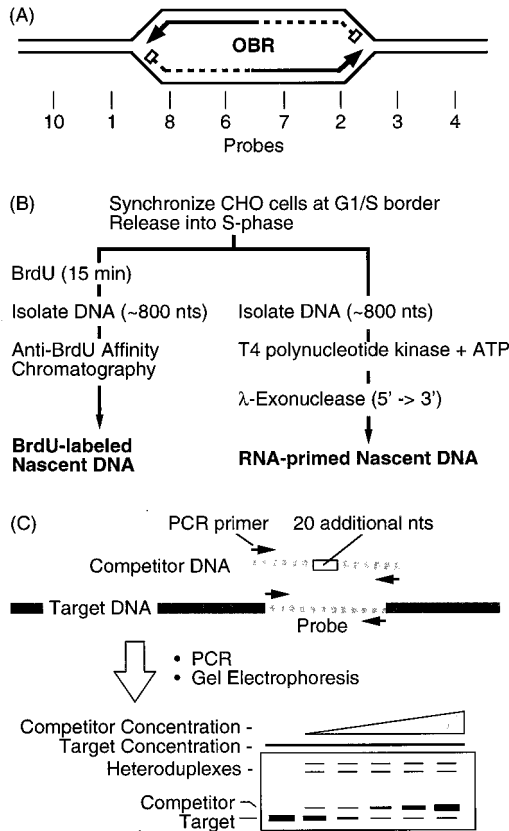 (A)
OBR
10 1 8 6 7 2 3 4
Probes
(B)
Synchronize CHO cells at G1/S border
Release into S-phase
BrdU (15 min)
Isolate DNA (~800 nts)
Isolate DNA (~800 nts)
Anti-BrdU Affinity
Chromatography
T4 polynucleotide kinase + ATP
λ-Exonuclease (5' -> 3')
BrdU-labeled
Nascent DNA
RNA-primed Nascent DNA
(C)
PCR primer
20 additional nts
Competitor DNA
Target DNA
Probe
• PCR
• Gel Electrophoresis
Competitor Concentration -
Target Concentration -
Heteroduplexes -
Competitor -
Target -